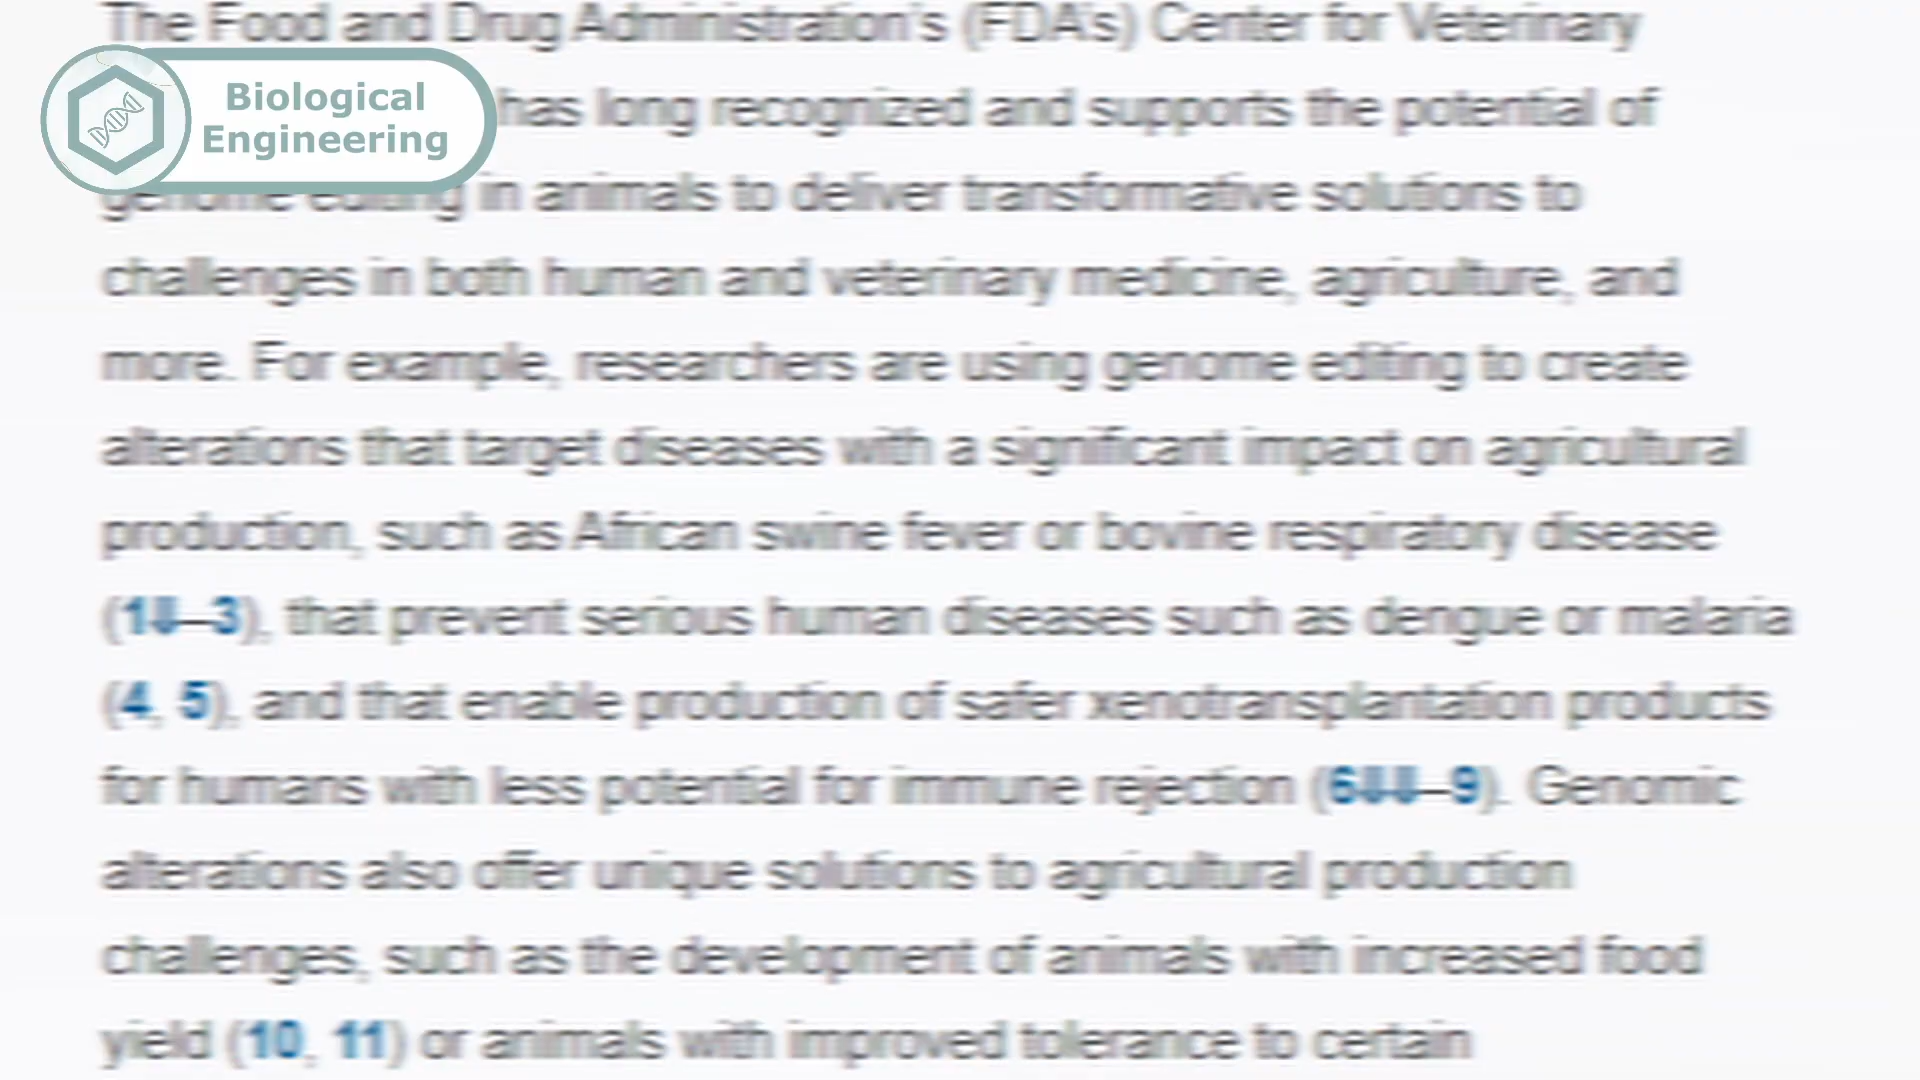 The Food and Drug Administration's (FDA's) Center for Veterinary
Biological
Engineering
has long recognized and supports the potential of
genome editing in animals to deliver transformative solutions to
challenges in both human and veterinary medicine, agriculture, and
more. For example, researchers are using genome editing to create
alterations that target diseases with a significant impact on agricultural
production, such as African swine fever or bovine respiratory disease
(1–3), that prevent serious human diseases such as dengue or malaria
(4, 5), and that enable production of safer xenotransplantation products
for humans with less potential for immune rejection (6–9). Genomic
alterations also offer unique solutions to agricultural production
challenges, such as the development of animals with increased food
yield (10, 11) or animals with improved tolerance to certain